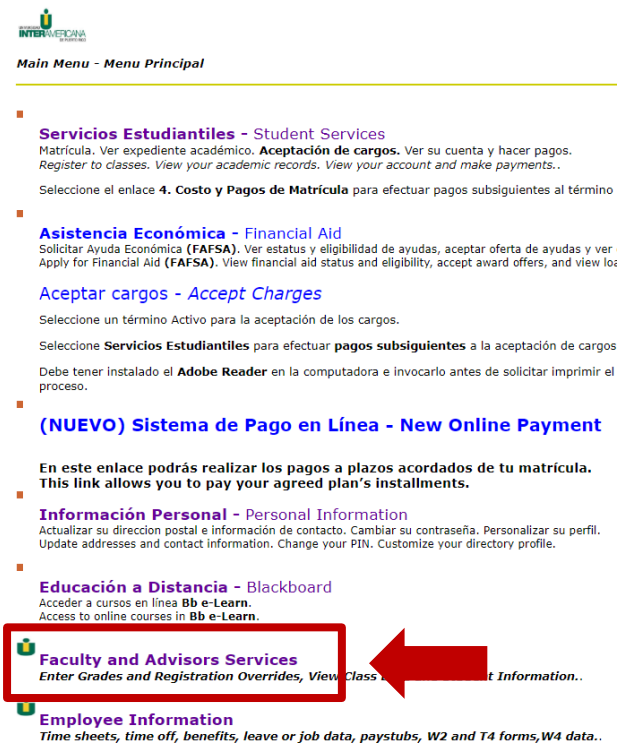 INTERAMERICANA
Main Menu - Menu Principal
Servicios Estudiantiles - Student Services
Matrícula. Ver expediente académico. Aceptación de cargos. Ver su cuenta y hacer pagos.
Register to classes. View your academic records. View your account and make payments..
Seleccione el enlace 4. Costo y Pagos de Matrícula para efectuar pagos subsiguientes al término
Asistencia Económica - Financial Aid
Solicitar Ayuda Económica (FAFSA). Ver estatus y eligibilidad de ayudas, aceptar oferta de ayudas y ver
Apply for Financial Aid (FAFSA). View financial aid status and eligibility, accept award offers, and view
Aceptar cargos - Accept Charges
Seleccione un término Activo para la aceptación de los cargos.
Seleccione Servicios Estudiantiles para efectuar pagos subsiguientes a la aceptación de cargos
Debe tener instalado el Adobe Reader en la computadora e invocarlo antes de solicitar imprimir el
proceso.
(NUEVO) Sistema de Pago en Línea - New Online Payment
En este enlace podrás realizar los pagos a plazos acordados de tu matrícula.
This link allows you to pay your agreed plan's installments.
Información Personal - Personal Information
Actualizar su direccion postal e información de contacto. Cambiar su contraseña. Personalizar su perfil.
Update addresses and contact information. Change your PIN. Customize your directory profile.
Educación a Distancia - Blackboard
Acceder a cursos en línea Bb e-Learn.
Access to online courses in Bb e-Learn.
Faculty and Advisors Services
Enter Grades and Registration Overrides, View Class Information..
Employee Information
Time sheets, time off, benefits, leave or job data, paystubs, W2 and T4 forms,W4 data..